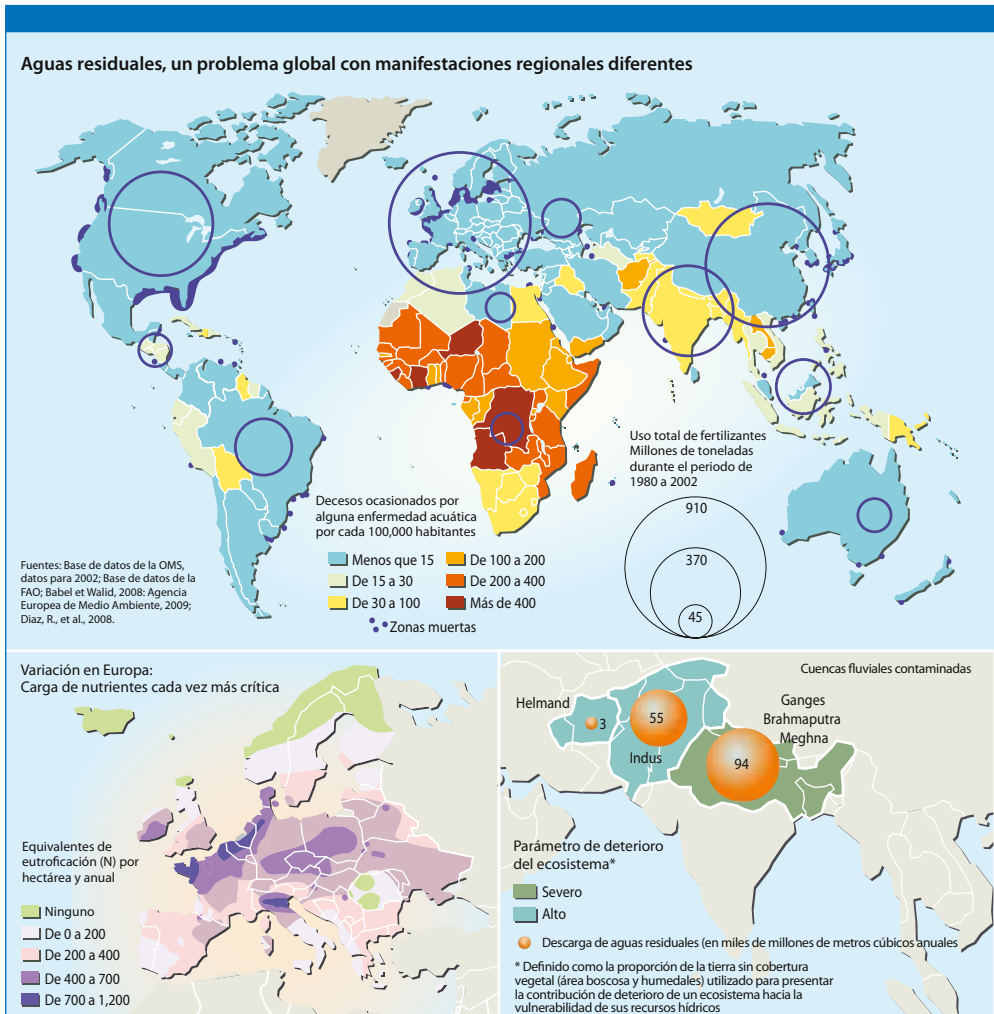 Aguas residuales, un problema global con manifestaciones regionales diferentes
Uso total de fertilizantes
Millones de toneladas
durante el periodo de
1980 a 2002
910
370
45
Decesos ocasionados por
alguna enfermedad acuática
por cada 100,000 habitantes
Menos que 15
De 15 a 30
De 30 a 100
De 100 a 200
De 200 a 400
Más de 400
Zonas muertas
Fuentes: Base de datos de la OMS,
datos para 2002; Base de datos de la
FAO; Babel et Walid, 2008: Agencia
Europea de Medio Ambiente, 2009;
Diaz, R., et al., 2008.
Variación en Europa:
Carga de nutrientes cada vez más crítica
Equivalentes de
eutroficación (N) por
hectárea y anual
Ninguno
De 0 a 200
De 200 a 400
De 400 a 700
De 700 a 1,200
Cuencas fluviales contaminadas
Helmand
3
55
Indus
Ganges
Brahmaputra
Meghna
94
Parámetro de deterioro
del ecosistema*
Severo
Alto
Descarga de aguas residuales (en miles de millones de metros cúbicos anuales
* Definido como la proporción de la tierra sin cobertura
vegetal (área boscosa y humedales) utilizado para presentar
la contribución de deterioro de un ecosistema hacia la
vulnerabilidad de sus recursos hídricos